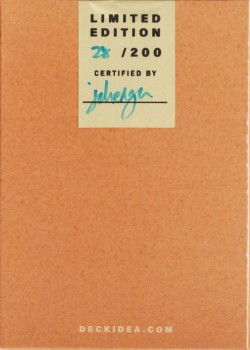 LIMITED
EDITION
28 /200
CERTIFIED BY
DECKIDEA.COM